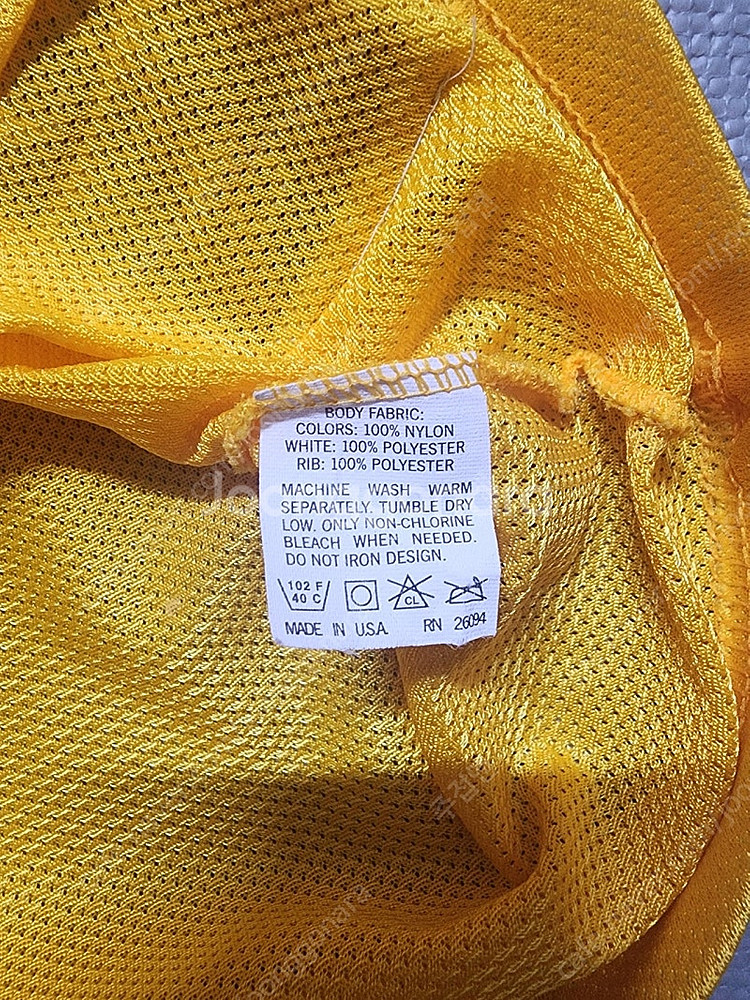 BODY FABRIC:
COLORS: 100% NYLON
WHITE: 100% POLYESTER
RIB: 100% POLYESTER
MACHINE WASH WARM
SEPARATELY. TUMBLE DRY
LOW. ONLY NON-CHLORINE
BLEACH WHEN NEEDED.
DO NOT IRON DESIGN.
102 F
40 C
CL
MADE IN U.S.A. RN 26094